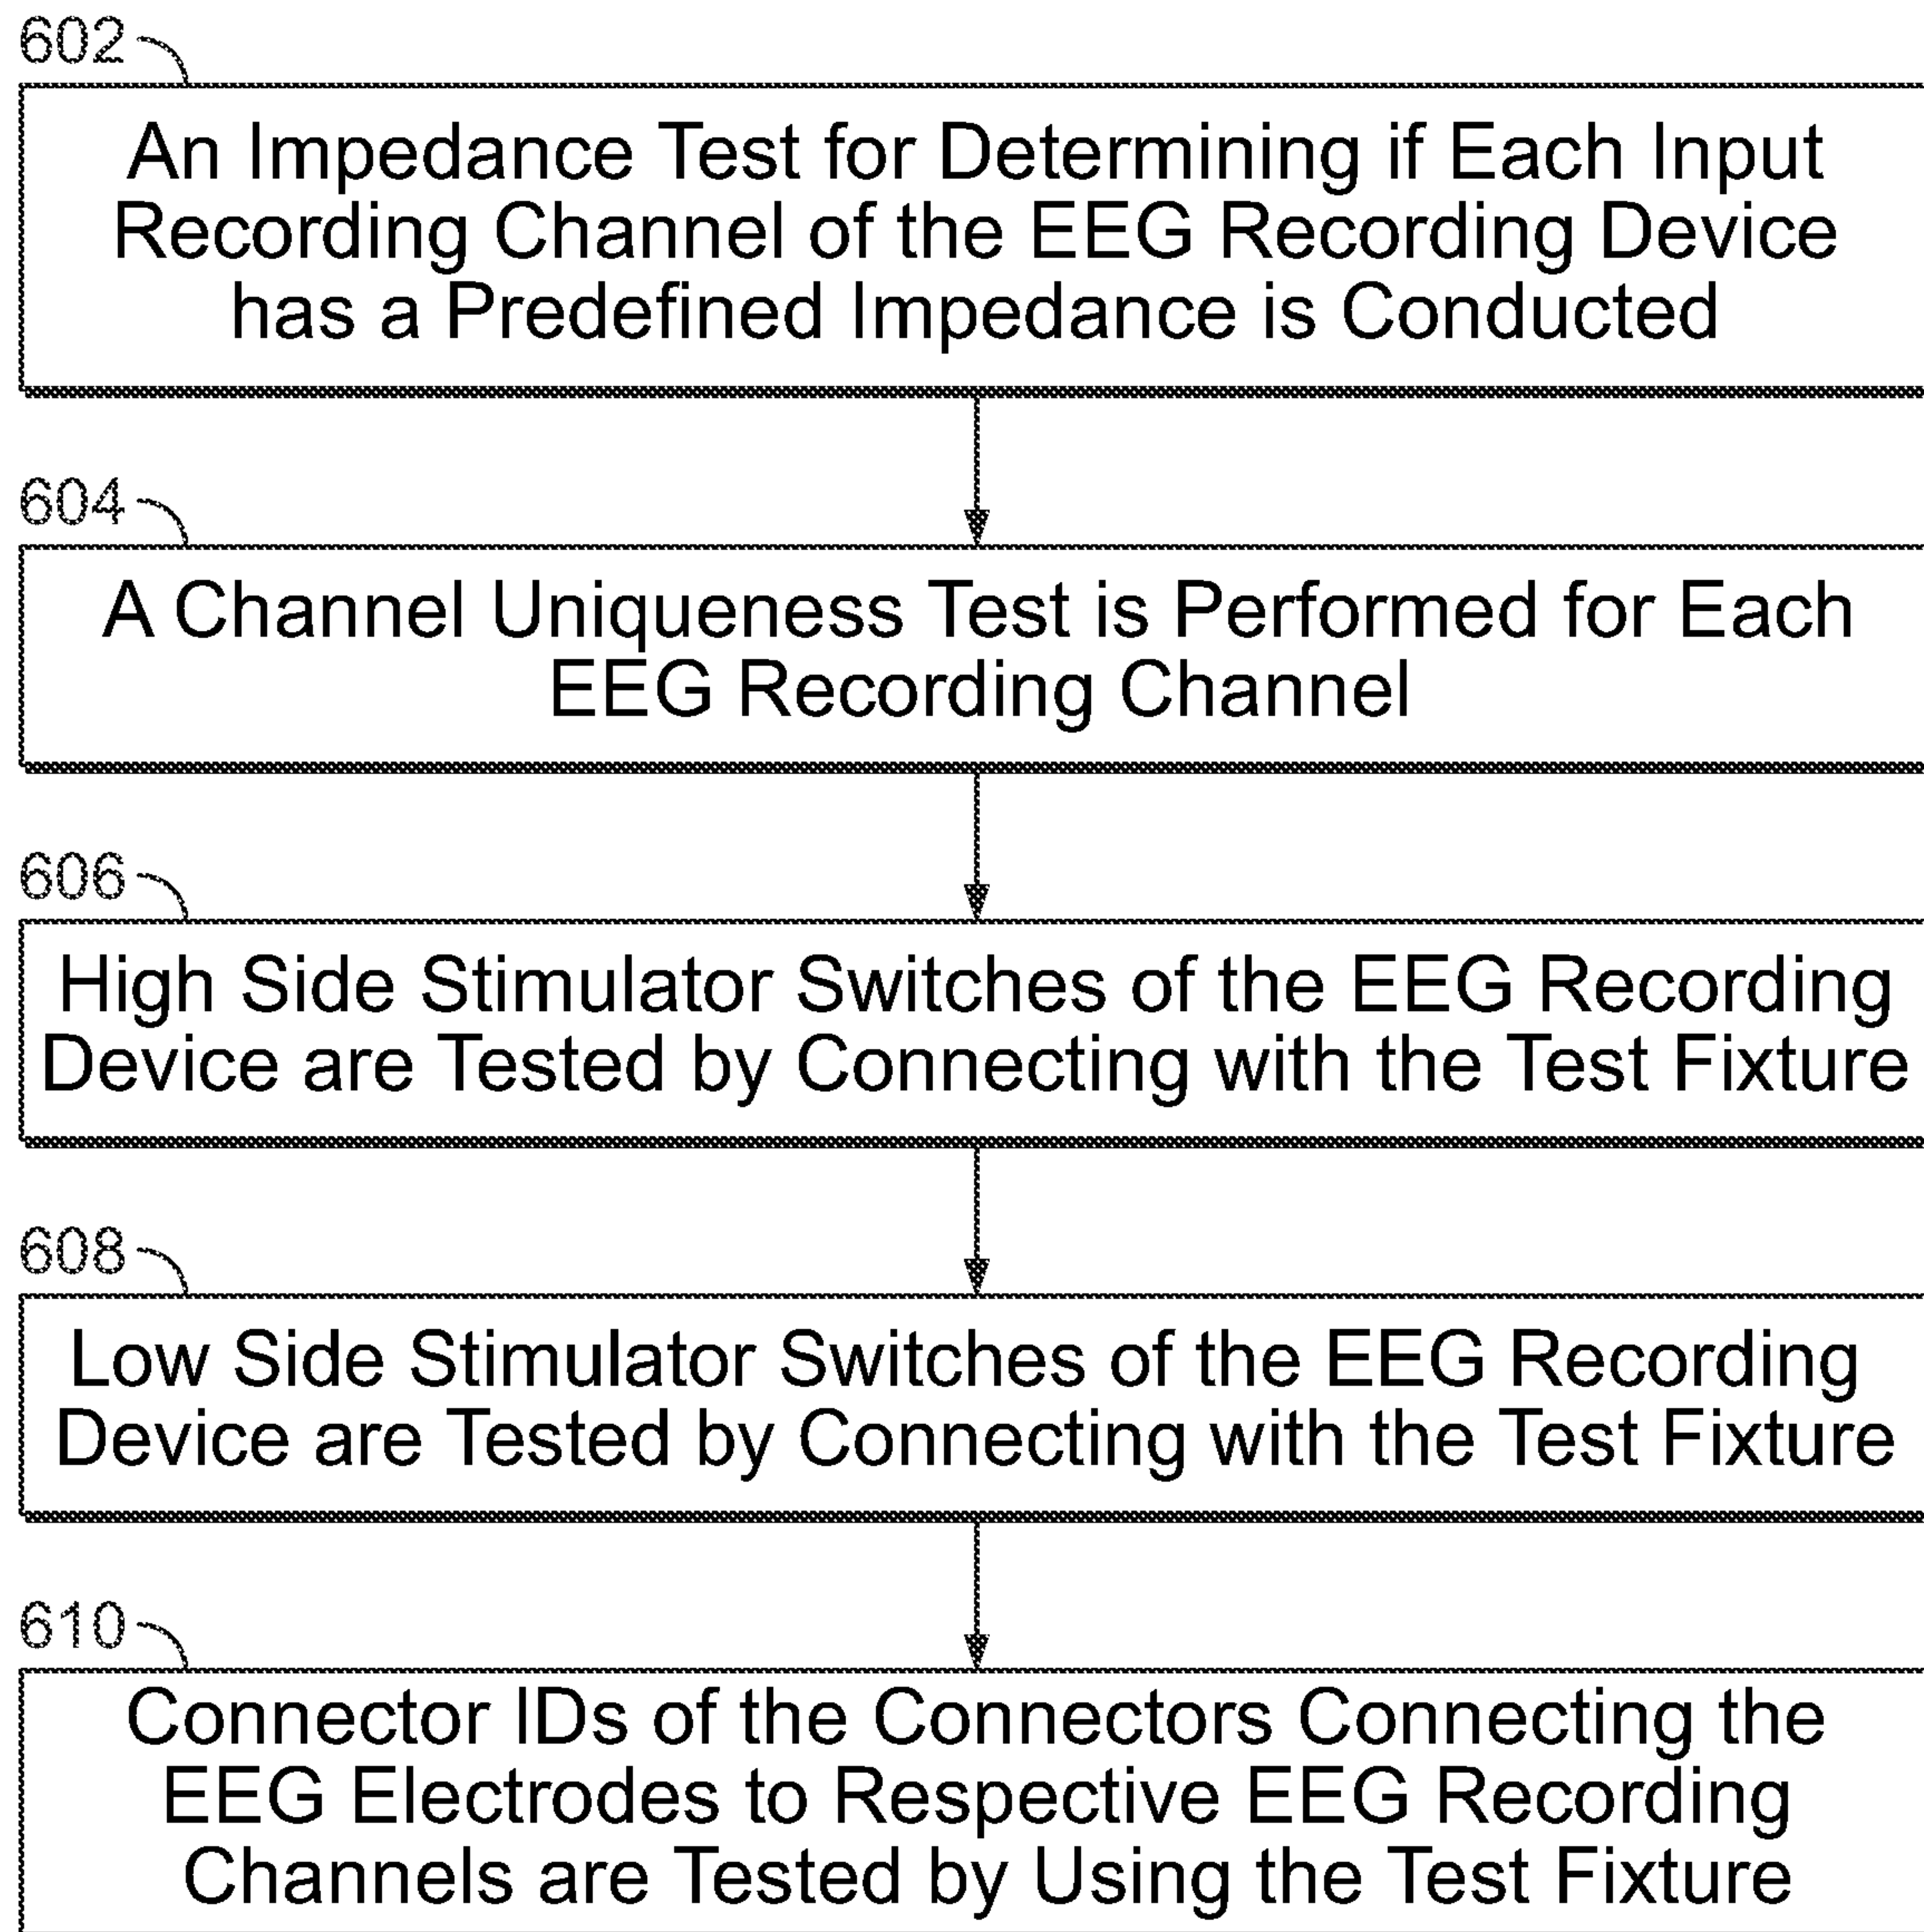 602
An Impedance Test for Determining if Each Input
Recording Channel of the EEG Recording Device
has a Predefined Impedance is Conducted
604
A Channel Uniqueness Test is Performed for Each
EEG Recording Channel
606
High Side Stimulator Switches of the EEG Recording
Device are Tested by Connecting with the Test Fixture
608
Low Side Stimulator Switches of the EEG Recording
Device are Tested by Connecting with the Test Fixture
610
Connector IDs of the Connectors Connecting the
EEG Electrodes to Respective EEG Recording
Channels are Tested by Using the Test Fixture